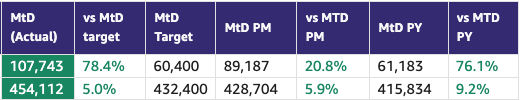 MtD (Actual) vs MtD target MtD Target MtD PM vs MTD PM MtD PY vs MTD PY
107,743 78.4% 60,400 89,187 20.8% 61,183 76.1%
454,112 5.0% 432,400 428,704 5.9% 415,834 9.2%